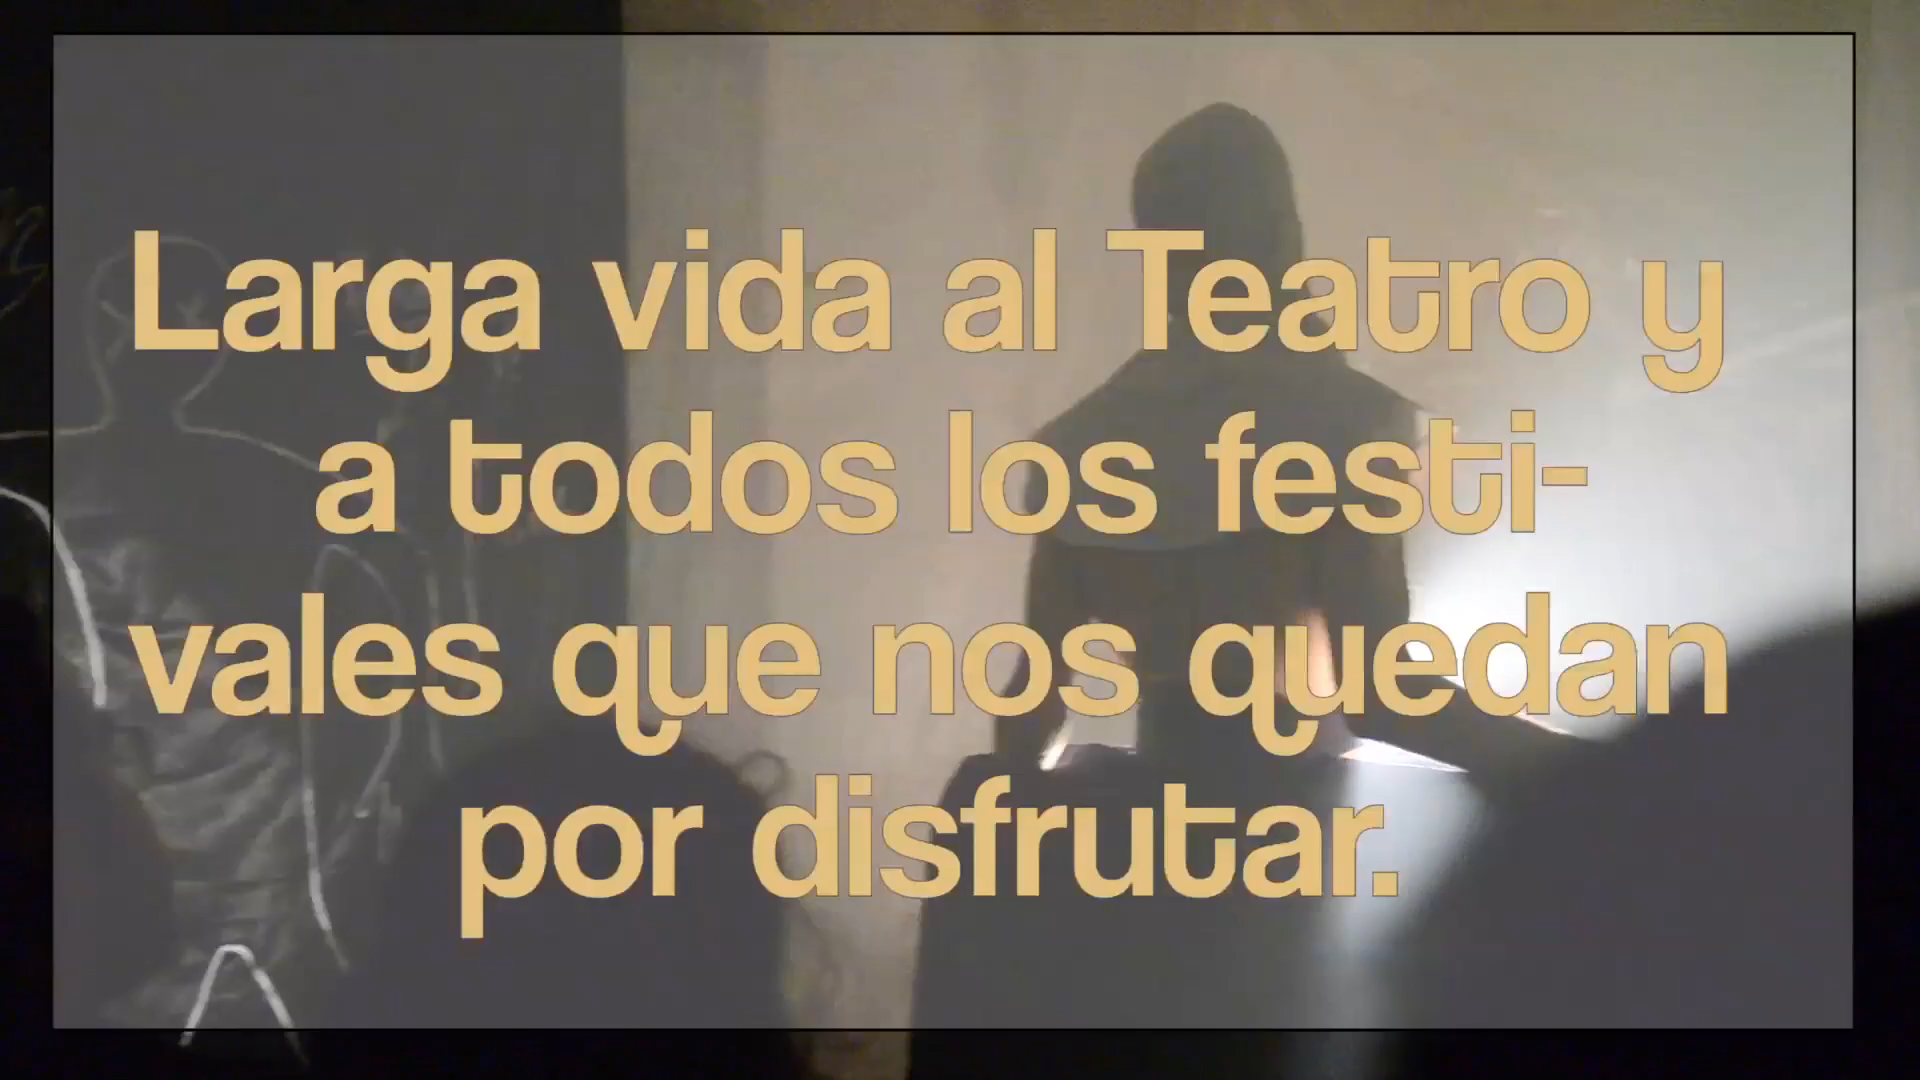 Larga vida al Teatro y
a todos los festi-
vales que nos quedan
por disfrutar.